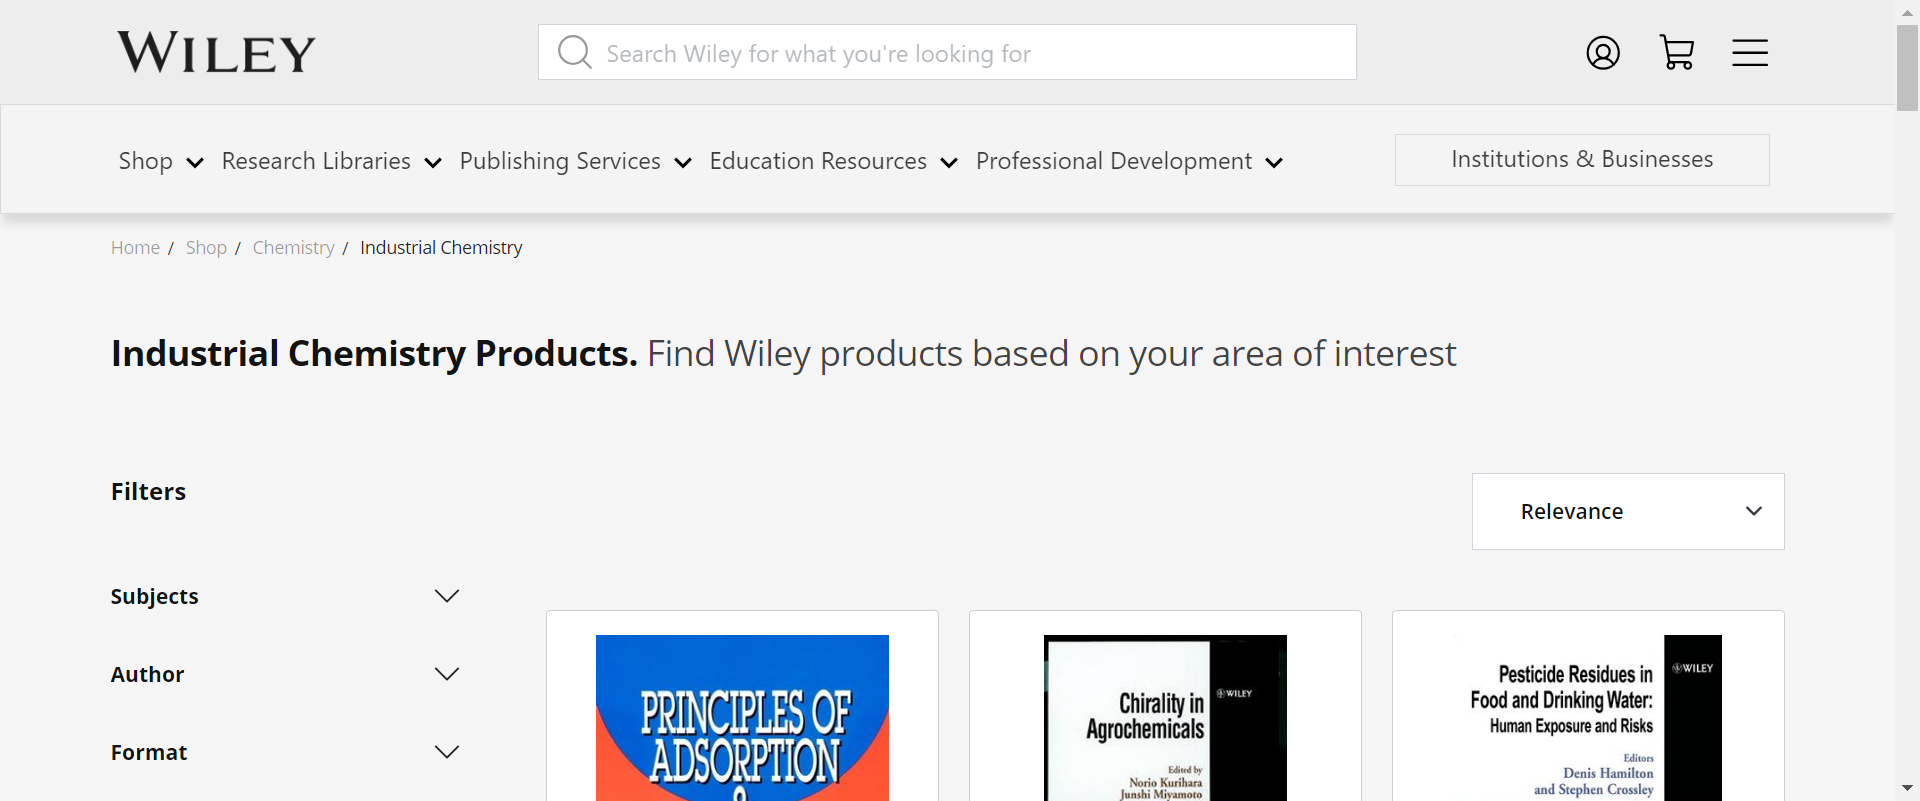 WILEY
Search Wiley for what you're looking for
Shop Research Libraries Publishing Services Education Resources Professional Development Institutions & Businesses
Home / Shop / Chemistry / Industrial Chemistry
Industrial Chemistry Products. Find Wiley products based on your area of interest
Filters
Relevance
Subjects
Author
Format
PRINCIPLES OF
ADSORPTION
Chirality in
Agrochemicals
WILEY
Edited by
Norio Kurihara
Junshi Miyamoto
Pesticide Residues in
Food and Drinking Water:
Human Exposure and Risks
WILEY
Editors
Denis Hamilton
and Stephen Crossley